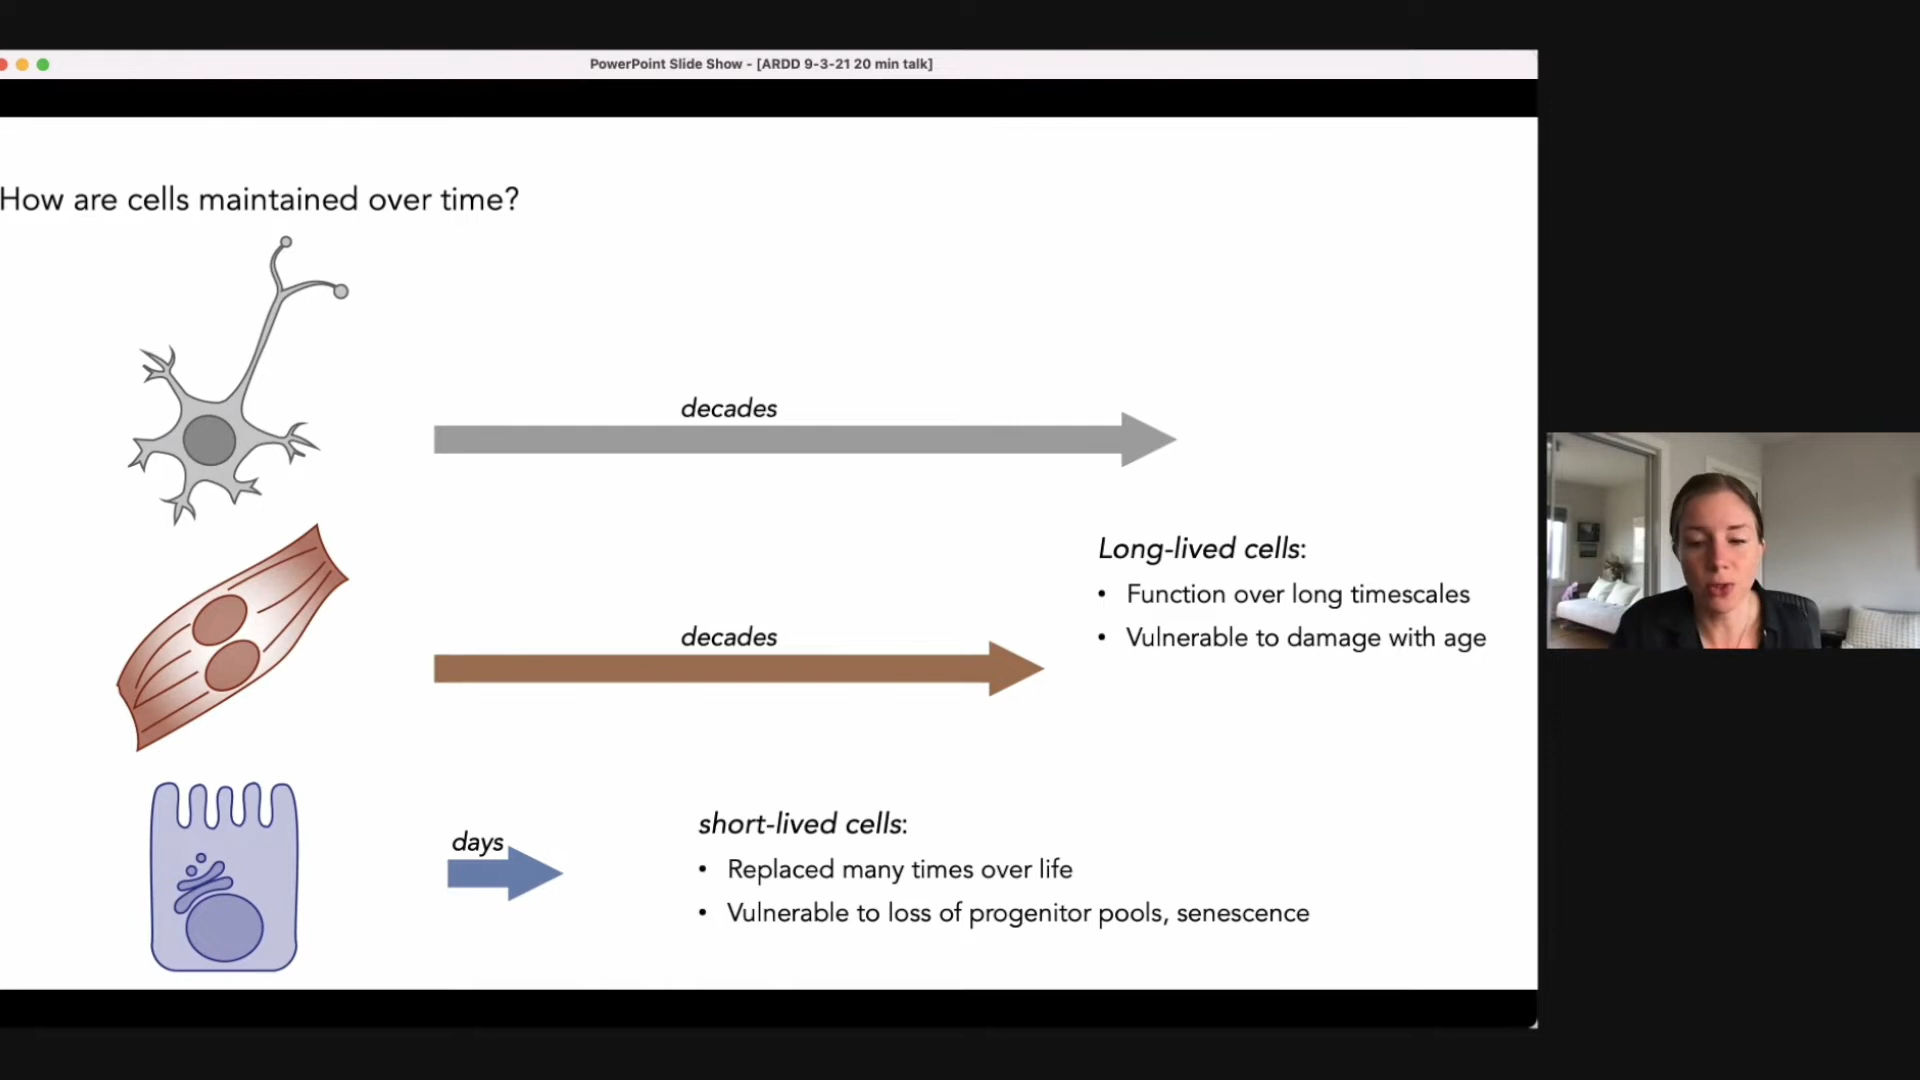 PowerPoint Slide Show - [ARDD 9-3-21 20 min talk]
How are cells maintained over time?
decades
Long-lived cells:
• Function over long timescales
• Vulnerable to damage with age
decades
short-lived cells:
days
• Replaced many times over life
• Vulnerable to loss of progenitor pools, senescence